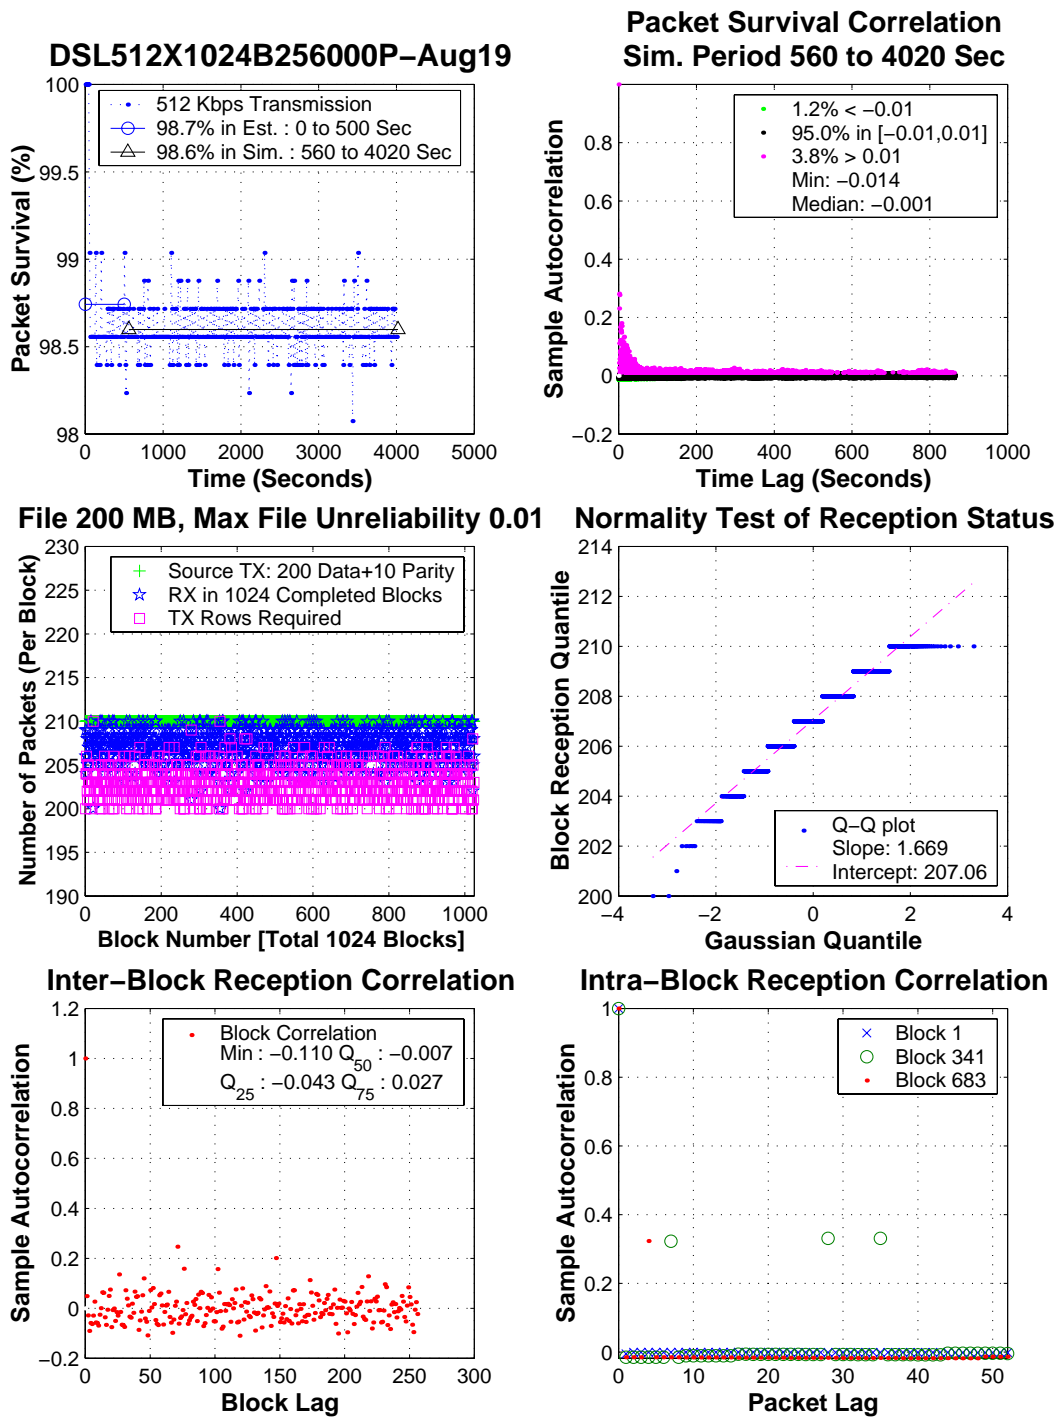 DSL512X1024B256000P−Aug19
512 Kbps Transmission
98.7% in Est. : 0 to 500 Sec
98.6% in Sim. : 560 to 4020 Sec
100
99.5
99
98.5
98
0 1000 2000 3000 4000 5000
Packet Survival (%)
Time (Seconds)
Packet Survival Correlation
Sim. Period 560 to 4020 Sec
1.2% < −0.01
95.0% in [−0.01,0.01]
3.8% > 0.01
Min: −0.014
Median: −0.001
0.8
0.6
0.4
0.2
0
−0.2
0 200 400 600 800 1000
Sample Autocorrelation
Time Lag (Seconds)
File 200 MB, Max File Unreliability 0.01
Source TX: 200 Data+10 Parity
RX in 1024 Completed Blocks
TX Rows Required
230
225
220
215
210
205
200
195
190
0 200 400 600 800 1000
Number of Packets (Per Block)
Block Number [Total 1024 Blocks]
Normality Test of Reception Status
214
212
210
208
206
204
202
200
−4 −2 0 2 4
Q−Q plot
Slope: 1.669
Intercept: 207.06
Block Reception Quantile
Gaussian Quantile
Inter−Block Reception Correlation
Block Correlation
Min : −0.110 Q50 : −0.007
Q25 : −0.043 Q75 : 0.027
1.2
1
0.8
0.6
0.4
0.2
0
−0.2
0 50 100 150 200 250 300
Sample Autocorrelation
Block Lag
Intra−Block Reception Correlation
Block 1
Block 341
Block 683
1
0.8
0.6
0.4
0.2
0
0 10 20 30 40 50
Sample Autocorrelation
Packet Lag